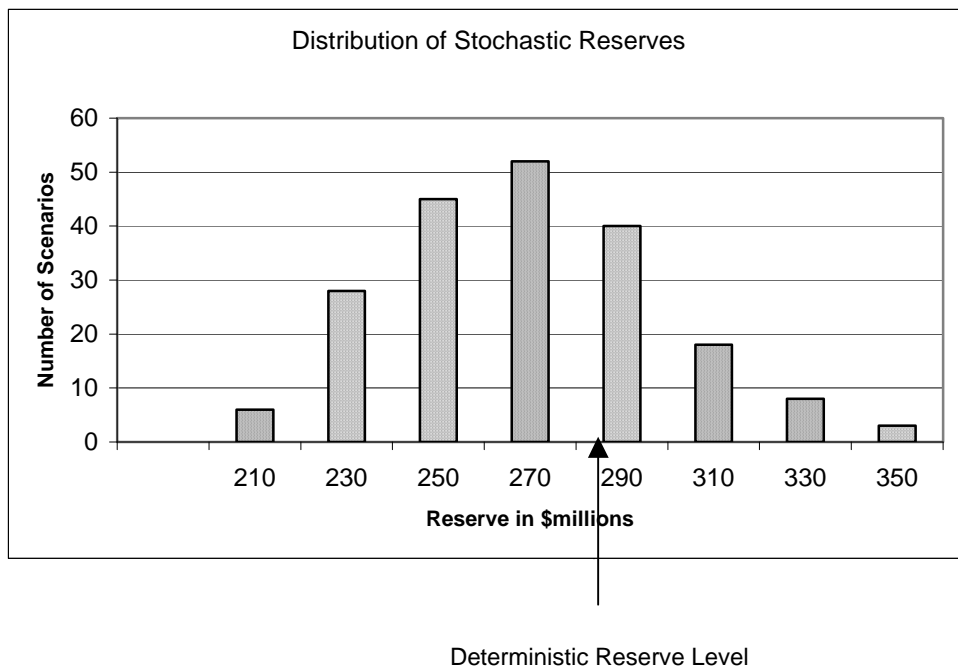 Distribution of Stochastic Reserves
60
50
40
30
20
10
0
Number of Scenarios
210 230 250 270 290 310 330 350
Reserve in $millions
Deterministic Reserve Level